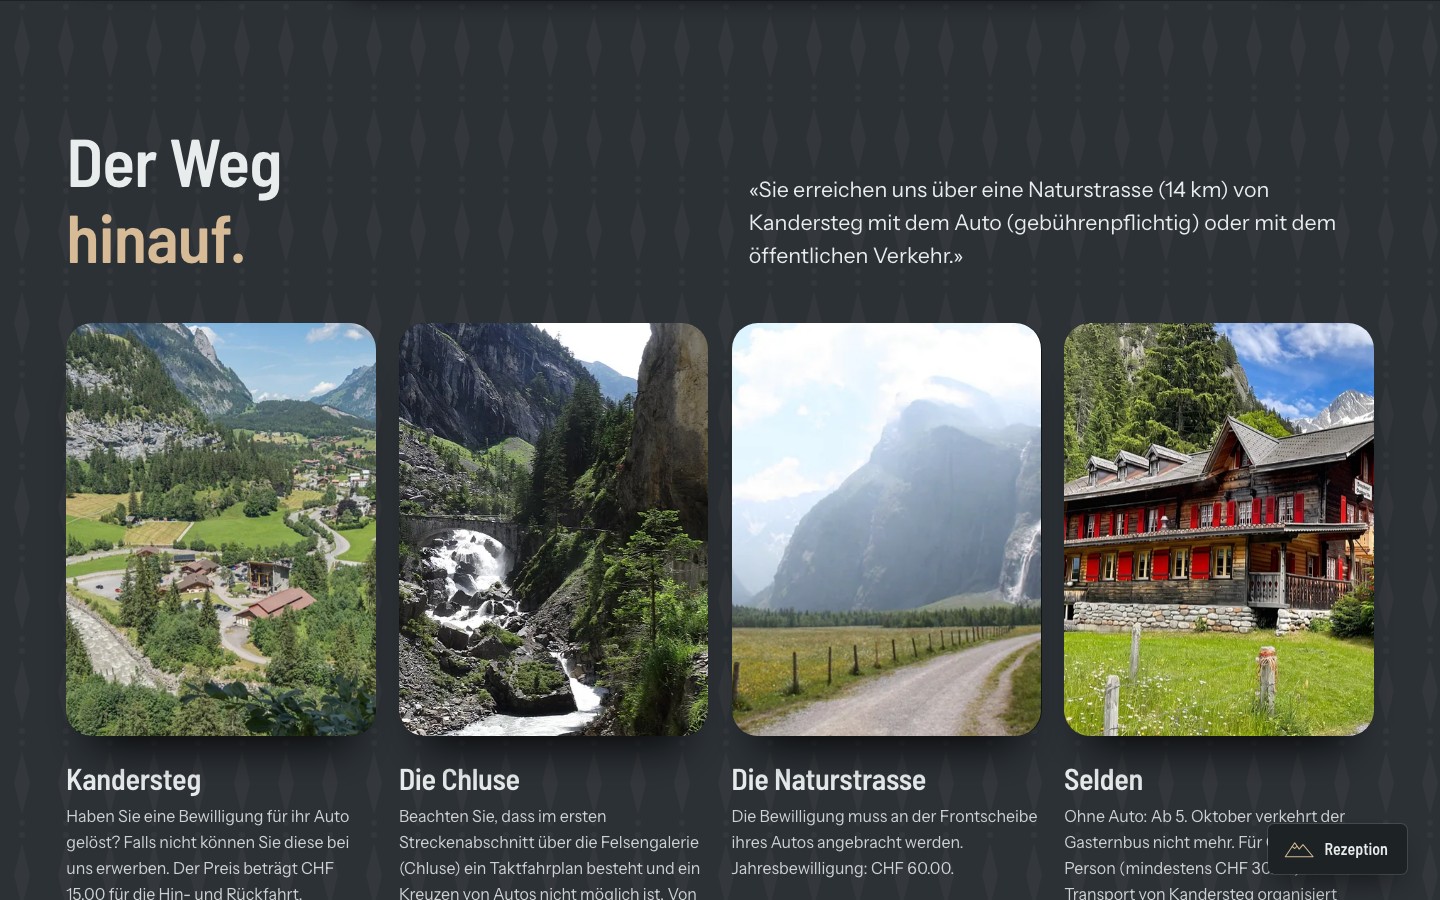 Der Weg
hinauf.
«Sie erreichen uns über eine Naturstrasse (14 km) von
Kandersteg mit dem Auto (gebührenpflichtig) oder mit dem
öffentlichen Verkehr.»
Kandersteg
Haben Sie eine Bewilligung für ihr Auto
gelöst? Falls nicht können Sie diese bei
uns erwerben. Der Preis beträgt CHF
15.00 für die Hin- und Rückfahrt.
Die Chluse
Beachten Sie, dass im ersten
Streckenabschnitt über die Felsengalerie
(Chluse) ein Taktfahrplan besteht und ein
Kreuzen von Autos nicht möglich ist. Von
Die Naturstrasse
Die Bewilligung muss an der Frontscheibe
ihres Autos angebracht werden.
Jahresbewilligung: CHF 60.00.
Selden
Ohne Auto: Ab 5. Oktober verkehrt der
Gasternbus nicht mehr. Für
Person (mindestens CHF
Transport von Kandersteg organisiert
Rezeption